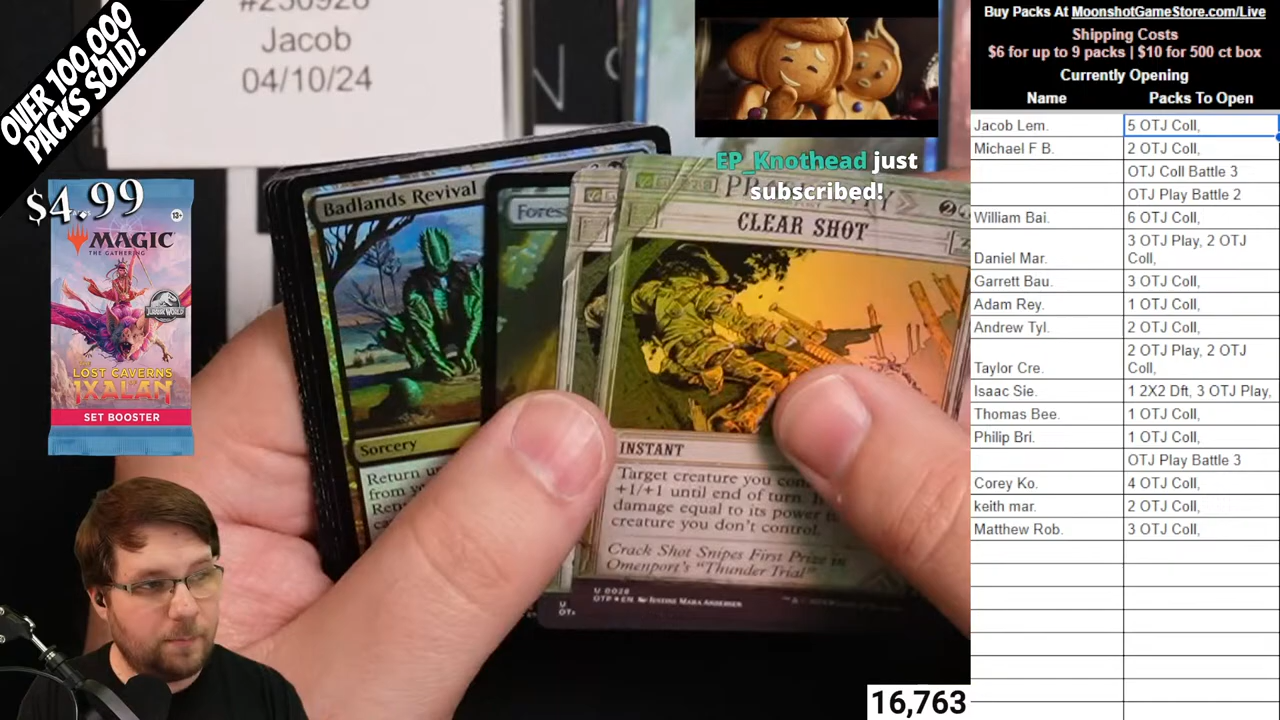 OVER 100,000
PACKS SOLD!
Jacob
04/10/24
$4.99
13+
MAGIC
THE GATHERING
JURASSIC WORLD
LOST CAVERNS
IXALAN
SET BOOSTER
Badlands Revival
Sorcery
Return
from
CLEAR SHOT
INSTANT
Target creature you
+1/+1 until end of turn.
damage equal to its power
creature you don't control.
Crack Shot Snipes First Prize in
Omenport's "Thunder Trial"
U 0028
OTP EN
EP_Knothead just
subscribed!
16,763
Buy Packs At MoonshotGameStore.com/Live
Shipping Costs
$6 for up to 9 packs | $10 for 500 ct box
Currently Opening
Name Packs To Open
Jacob Lem. 5 OTJ Coll,
Michael F B. 2 OTJ Coll,
OTJ Coll Battle 3
OTJ Play Battle 2
William Bai. 6 OTJ Coll,
3 OTJ Play, 2 OTJ
Daniel Mar. Coll,
Garrett Bau. 3 OTJ Coll,
Adam Rey. 1 OTJ Coll,
Andrew Tyl. 2 OTJ Coll,
2 OTJ Play, 2 OTJ
Taylor Cre. Coll,
Isaac Sie. 1 2X2 Dft, 3 OTJ Play,
Thomas Bee. 1 OTJ Coll,
Philip Bri. 1 OTJ Coll,
OTJ Play Battle 3
Corey Ko. 4 OTJ Coll,
keith mar. 2 OTJ Coll,
Matthew Rob. 3 OTJ Coll,